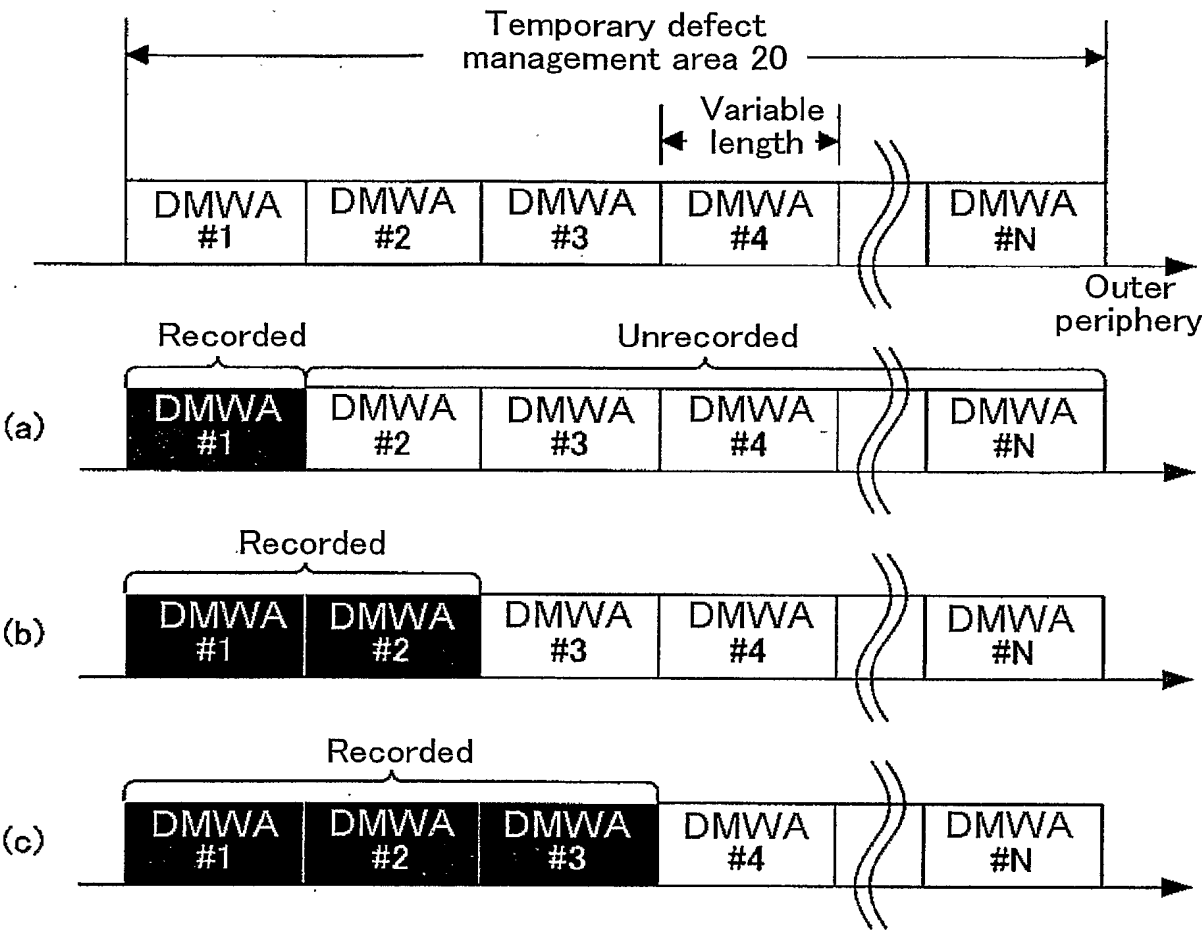 Temporary defect
management area 20
Variable
length
DMWA #1 DMWA #2 DMWA #3 DMWA #4 DMWA #N
Outer
periphery
Recorded Unrecorded
(a) DMWA #1 DMWA #2 DMWA #3 DMWA #4 DMWA #N
Recorded
(b) DMWA #1 DMWA #2 DMWA #3 DMWA #4 DMWA #N
Recorded
(c) DMWA #1 DMWA #2 DMWA #3 DMWA #4 DMWA #N